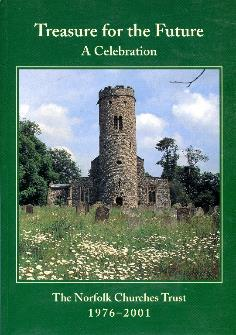 Treasure for the Future
A Celebration
The Norfolk Churches Trust
1976–2001